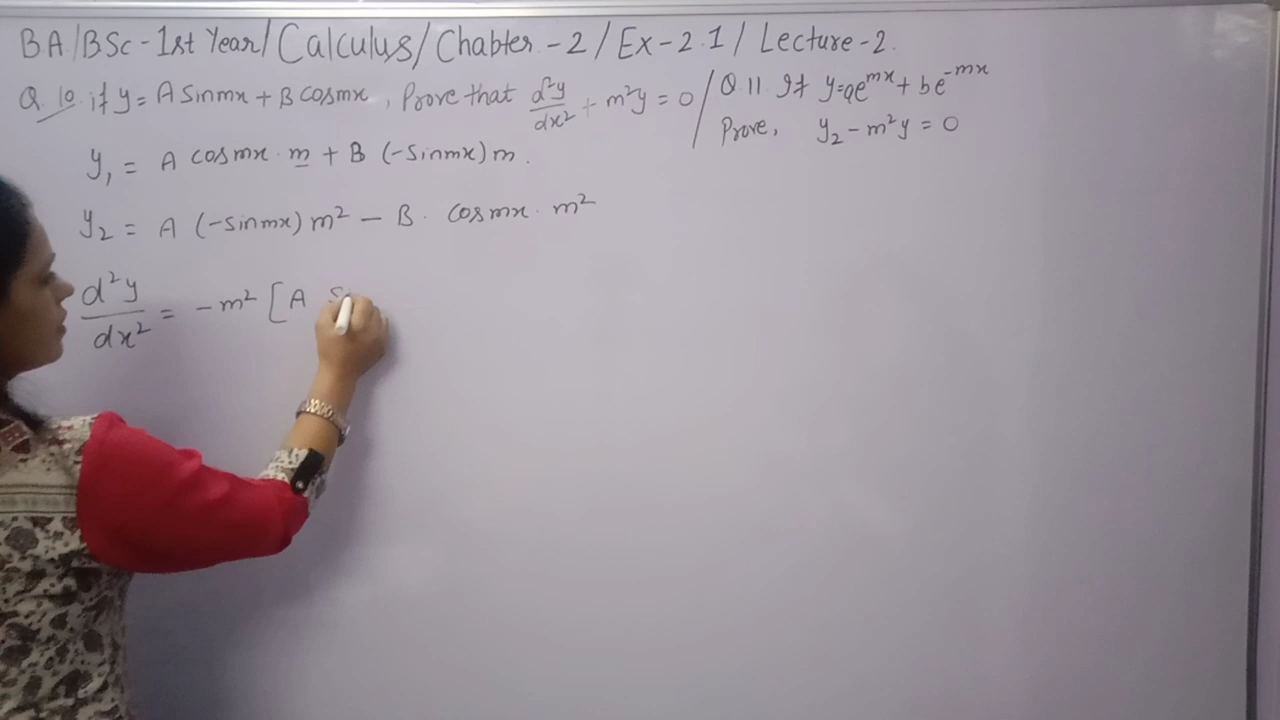 BA/BSc-1st Year/Calculus/Chabter-2/Ex-2.1/Lecture-2.
Q.10. if y = A Sinmx + B cosmx, Prove that d²y/dx² + m²y = 0 / Q.11. If y=ae^mx + be^-mx
Prove, y₂ - m²y = 0
y₁ = A cosmx . m + B (-Sinmx) m.
y₂ = A (-sinmx) m² - B . cosmx . m²
d²y/dx² = -m² [A S